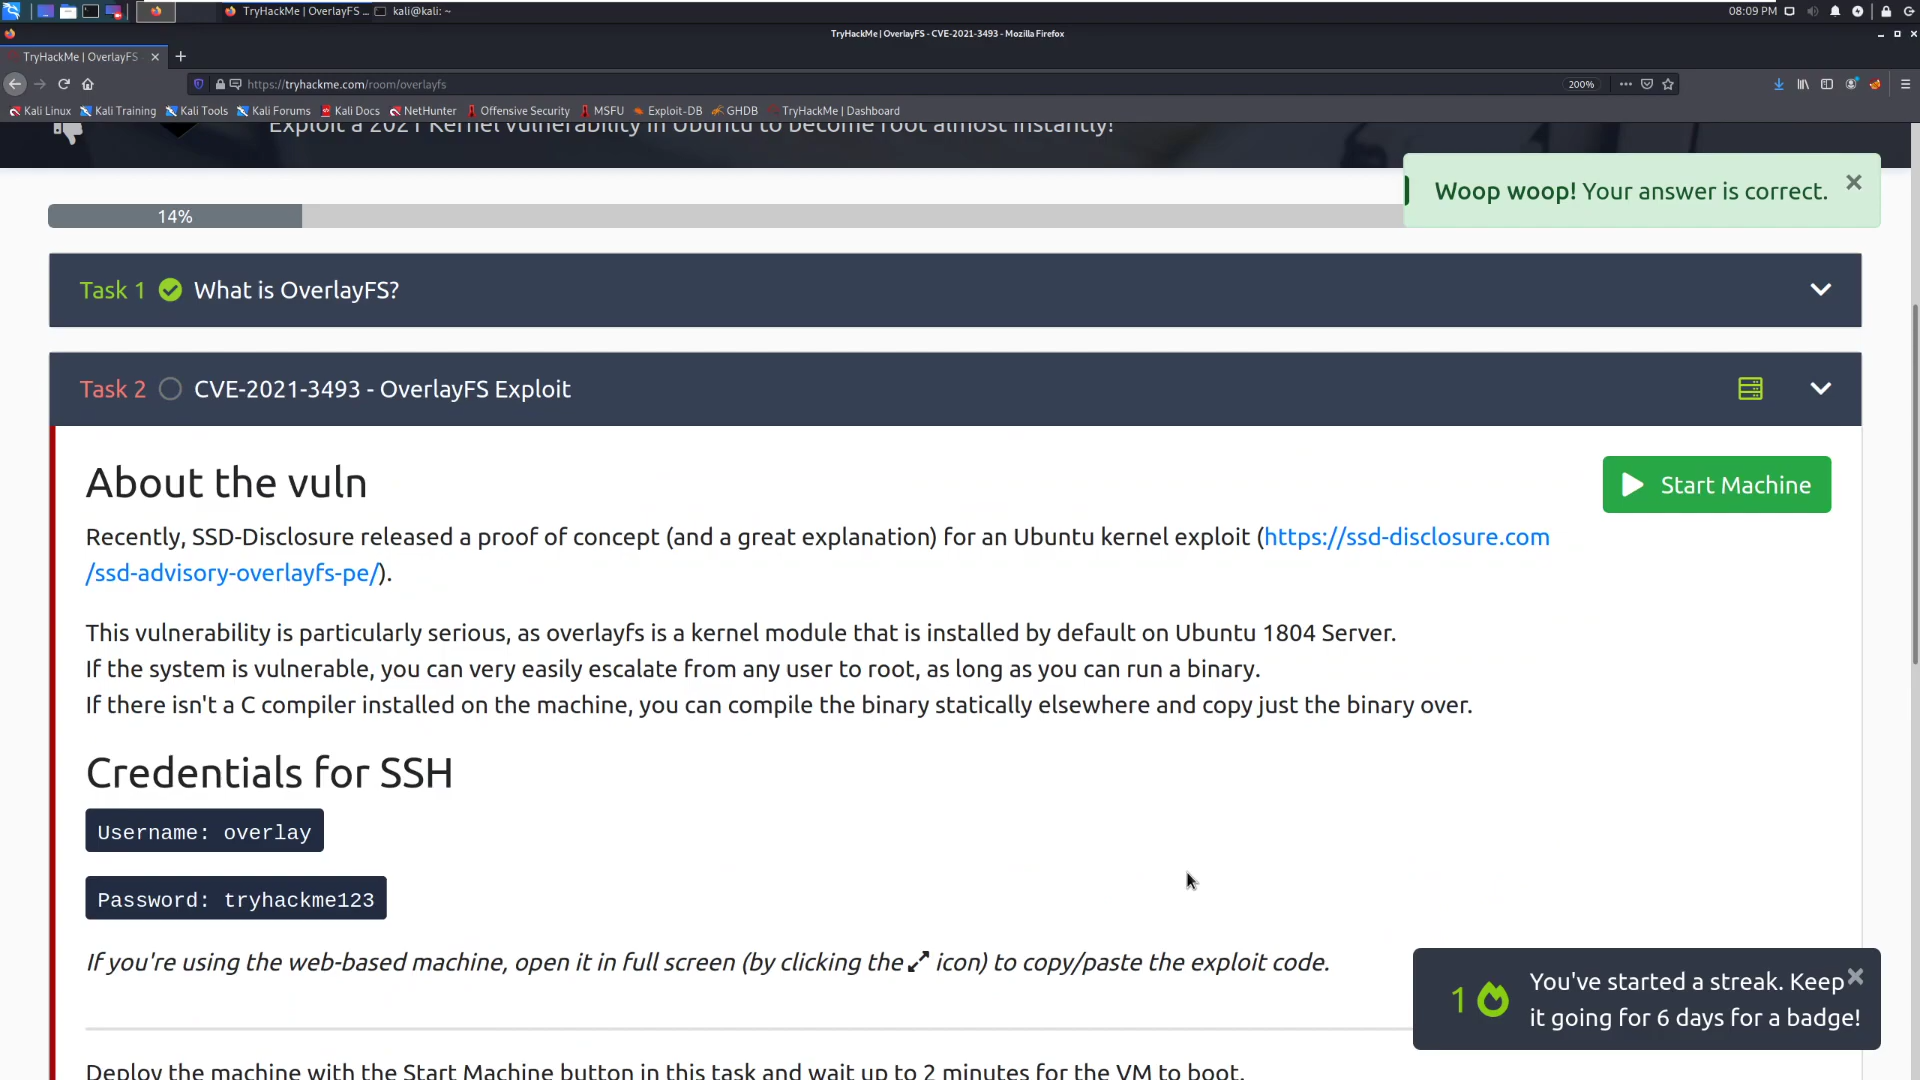 TryHackMe | OverlayFS ...
kali@kali: ~
08:09 PM
TryHackMe | OverlayFS - CVE-2021-3493 - Mozilla Firefox
TryHackMe | OverlayFS
https://tryhackme.com/room/overlayfs
200%
Kali Linux
Kali Training
Kali Tools
Kali Forums
Kali Docs
NetHunter
Offensive Security
MSFU
Exploit-DB
GHDB
TryHackMe | Dashboard
Exploit a 2021 Kernel vulnerability in Ubuntu to become root almost instantly!
Woop woop! Your answer is correct.
14%
Task 1 What is OverlayFS?
Task 2 CVE-2021-3493 - OverlayFS Exploit
About the vuln
Start Machine
Recently, SSD-Disclosure released a proof of concept (and a great explanation) for an Ubuntu kernel exploit (https://ssd-disclosure.com
/ssd-advisory-overlayfs-pe/).
This vulnerability is particularly serious, as overlayfs is a kernel module that is installed by default on Ubuntu 1804 Server.
If the system is vulnerable, you can very easily escalate from any user to root, as long as you can run a binary.
If there isn't a C compiler installed on the machine, you can compile the binary statically elsewhere and copy just the binary over.
Credentials for SSH
Username: overlay
Password: tryhackme123
If you're using the web-based machine, open it in full screen (by clicking the icon) to copy/paste the exploit code.
1
You've started a streak. Keep
it going for 6 days for a badge!
Deploy the machine with the Start Machine button in this task and wait up to 2 minutes for the VM to boot.